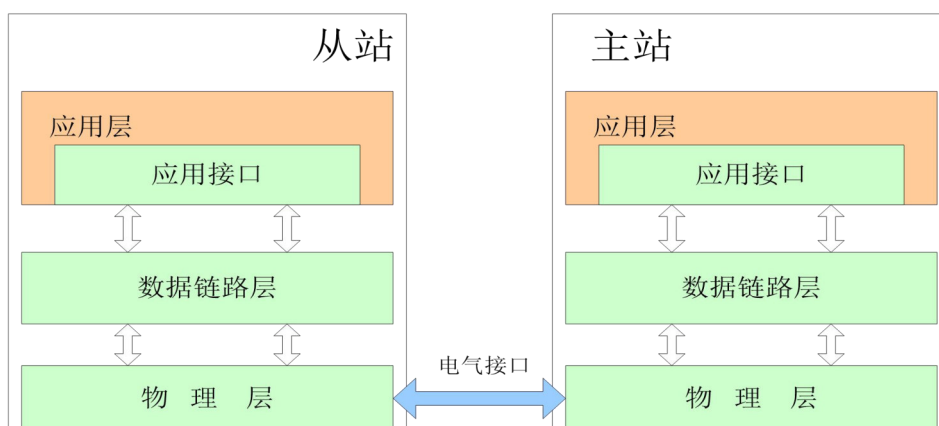 从站
主站
应用层
应用层
应用接口
应用接口
数据链路层
数据链路层
电气接口
物 理 层
物 理 层